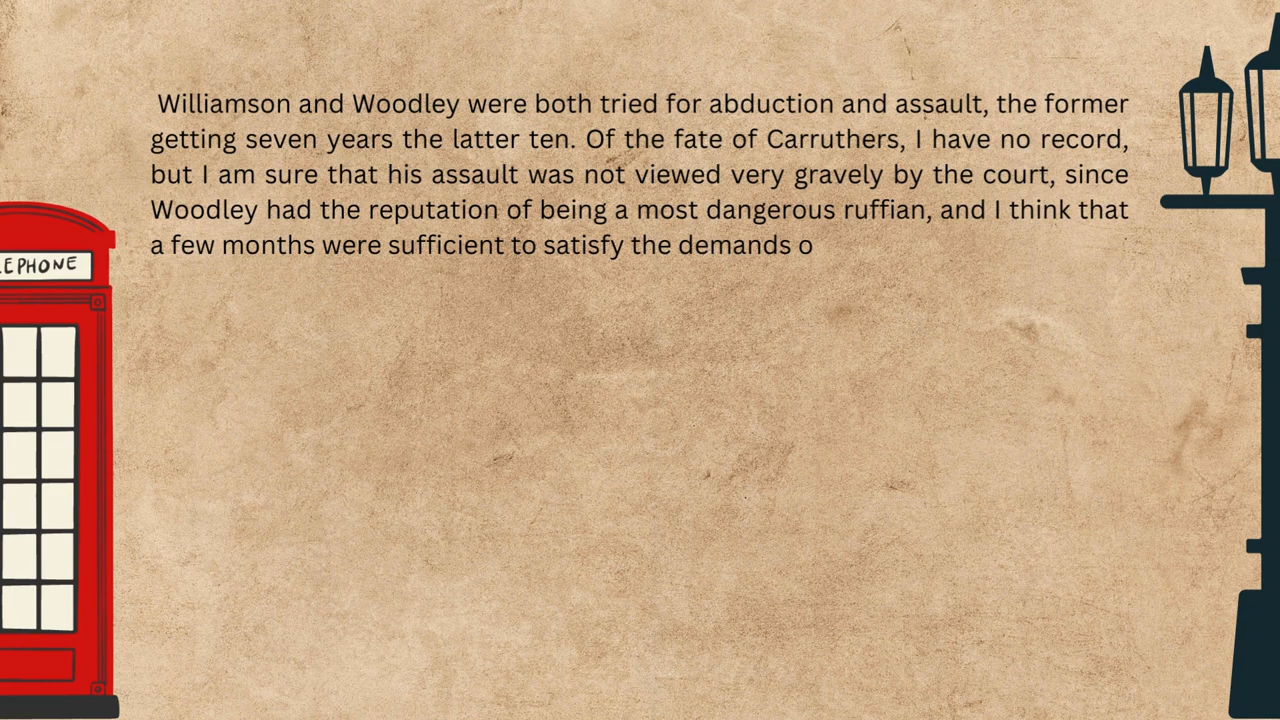 Williamson and Woodley were both tried for abduction and assault, the former
getting seven years the latter ten. Of the fate of Carruthers, I have no record,
but I am sure that his assault was not viewed very gravely by the court, since
Woodley had the reputation of being a most dangerous ruffian, and I think that
a few months were sufficient to satisfy the demands o
EPHONE